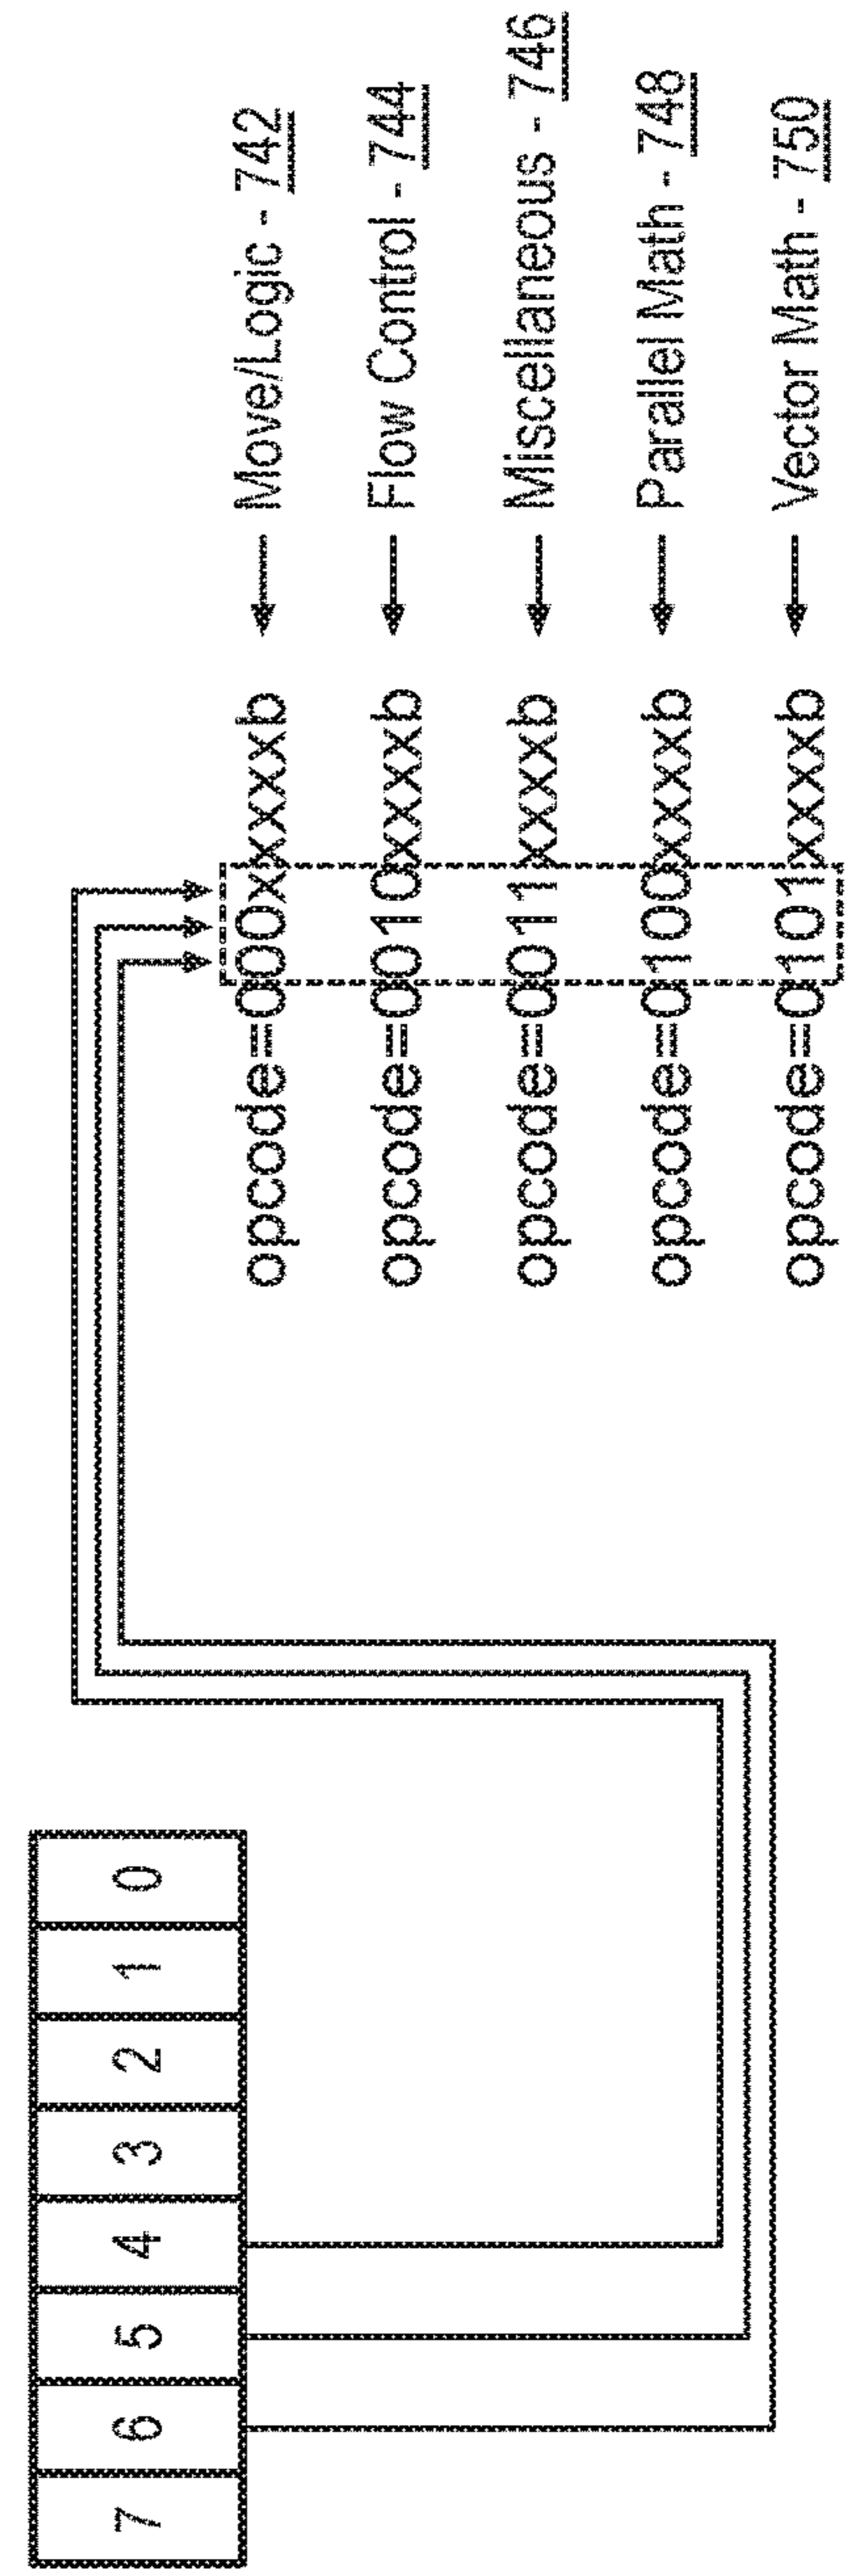 7 6 5 4 3 2 1 0
opcode=000xxxxxb ← Move/Logic - 742
opcode=0010xxxxb ← Flow Control - 744
opcode=0011xxxxb ← Miscellaneous - 746
opcode=0100xxxxb ← Parallel Math - 748
opcode=0101xxxxb ← Vector Math - 750